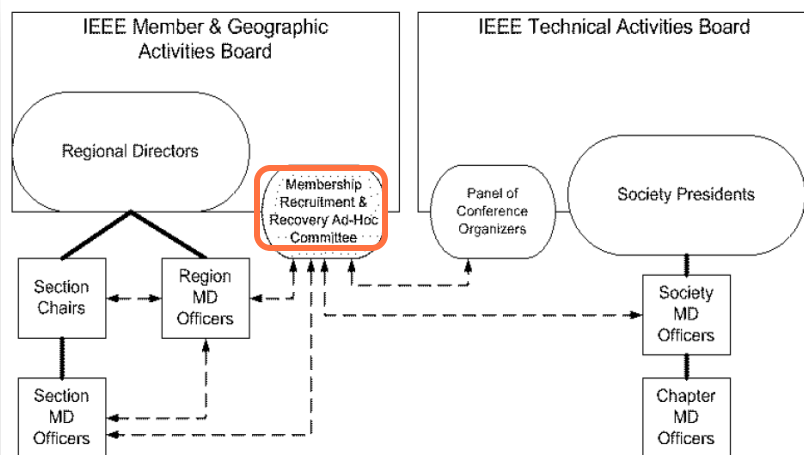 IEEE Member & Geographic
Activities Board
IEEE Technical Activities Board
Regional Directors
Membership
Recruitment &
Recovery Ad-Hoc
Committee
Panel of
Conference
Organizers
Society Presidents
Section
Chairs
Region
MD
Officers
Society
MD
Officers
Section
MD
Officers
Chapter
MD
Officers